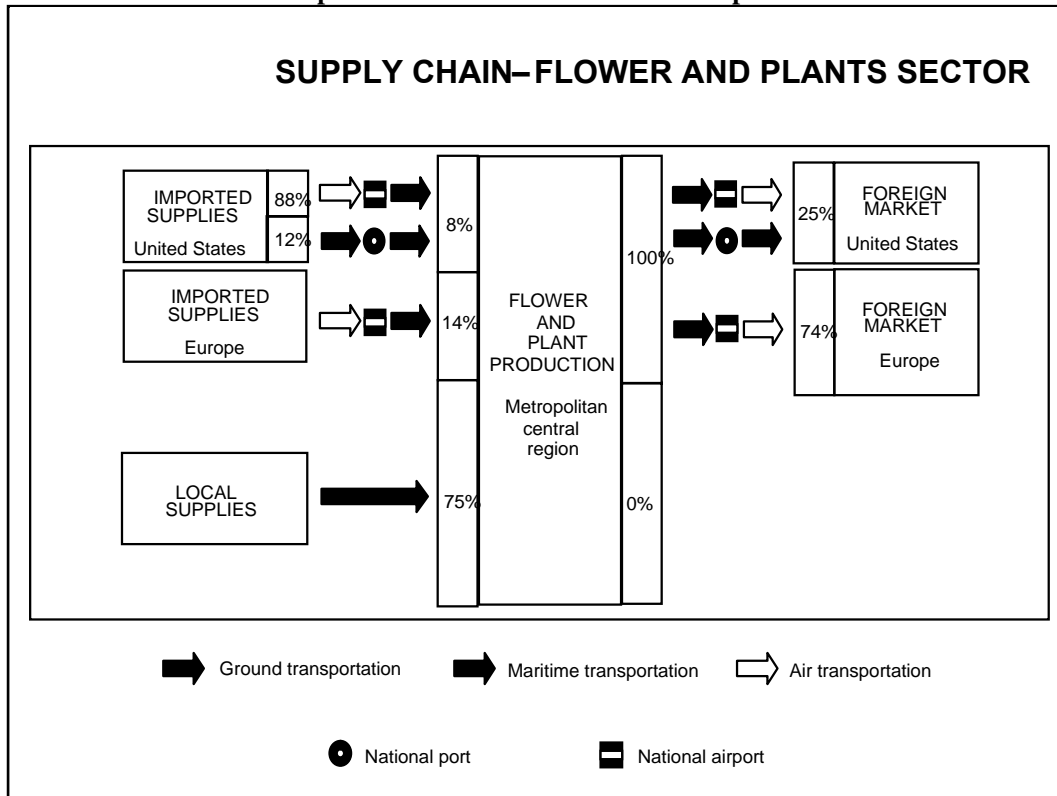 SUPPLY CHAIN–FLOWER AND PLANTS SECTOR
IMPORTED
SUPPLIES
United States
88%
12%
8%
IMPORTED
SUPPLIES
Europe
14%
LOCAL
SUPPLIES
75%
FLOWER
AND
PLANT
PRODUCTION
Metropolitan
central
region
100%
0%
25%
FOREIGN
MARKET
United States
74%
FOREIGN
MARKET
Europe
Ground transportation
Maritime transportation
Air transportation
National port
National airport